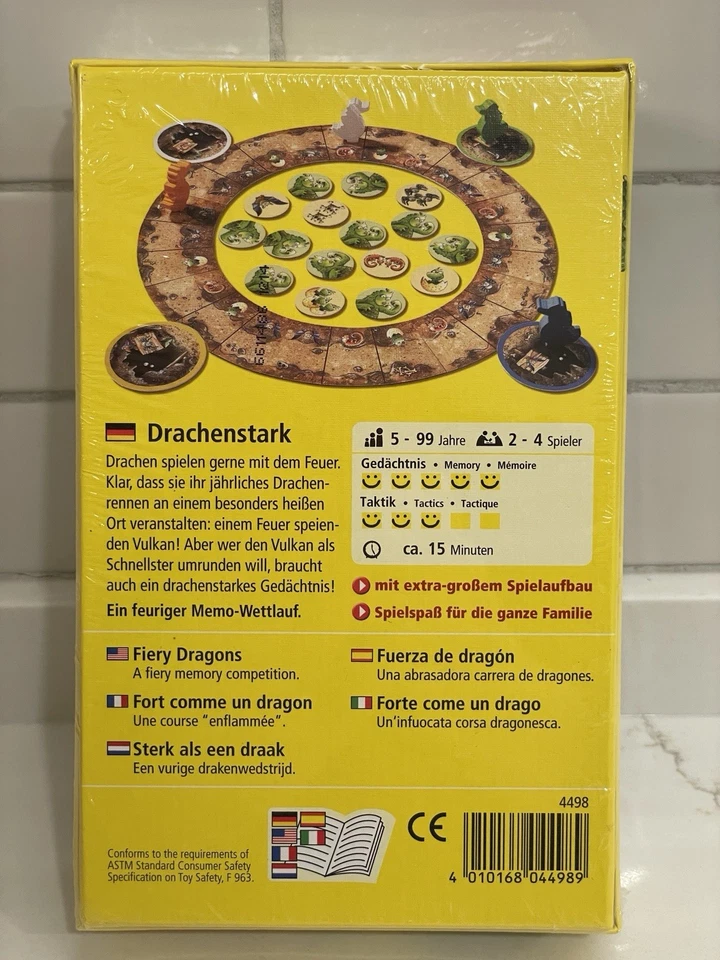 5611-436 12/14
Drachenstark
Drachen spielen gerne mit dem Feuer.
Klar, dass sie ihr jährliches Drachen-
rennen an einem besonders heißen
Ort veranstalten: einem Feuer speien-
den Vulkan! Aber wer den Vulkan als
Schnellster umrunden will, braucht
auch ein drachenstarkes Gedächtnis!
Ein feuriger Memo-Wettlauf.
5 - 99 Jahre 2 - 4 Spieler
Gedächtnis • Memory • Mémoire
Taktik • Tactics • Tactique
ca. 15 Minuten
mit extra-großem Spielaufbau
Spielspaß für die ganze Familie
Fiery Dragons
A fiery memory competition.
Fuerza de dragón
Una abrasadora carrera de dragones.
Fort comme un dragon
Une course "enflammée".
Forte come un drago
Un'infuocata corsa dragonesca.
Sterk als een draak
Een vurige drakenwedstrijd.
Conforms to the requirements of
ASTM Standard Consumer Safety
Specification on Toy Safety, F 963.
CE
4498
4 010168 044989